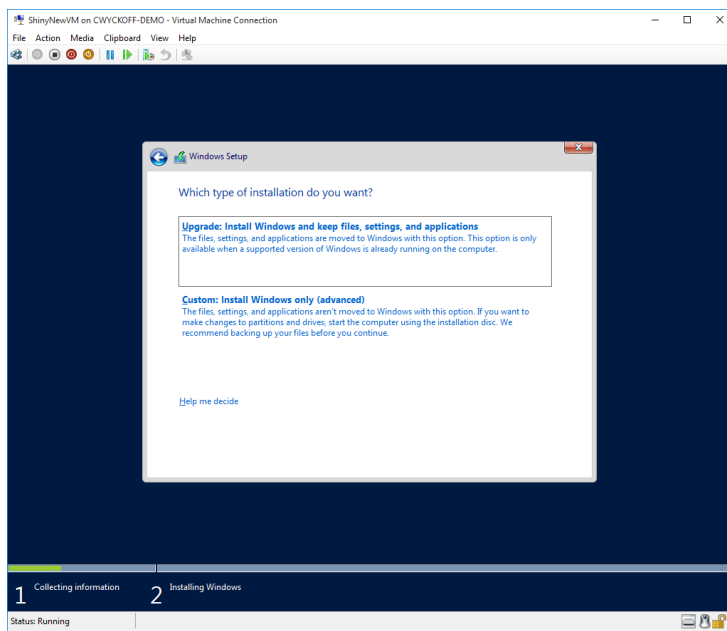 ShinyNewVM on CWYCKOFF-DEMO - Virtual Machine Connection
File Action Media Clipboard View Help
Windows Setup
Which type of installation do you want?
Upgrade: Install Windows and keep files, settings, and applications
The files, settings, and applications are moved to Windows with this option. This option is only
available when a supported version of Windows is already running on the computer.
Custom: Install Windows only (advanced)
The files, settings, and applications aren't moved to Windows with this option. If you want to
make changes to partitions and drives, start the computer using the installation disc. We
recommend backing up your files before you continue.
Help me decide
1 Collecting information 2 Installing Windows
Status: Running